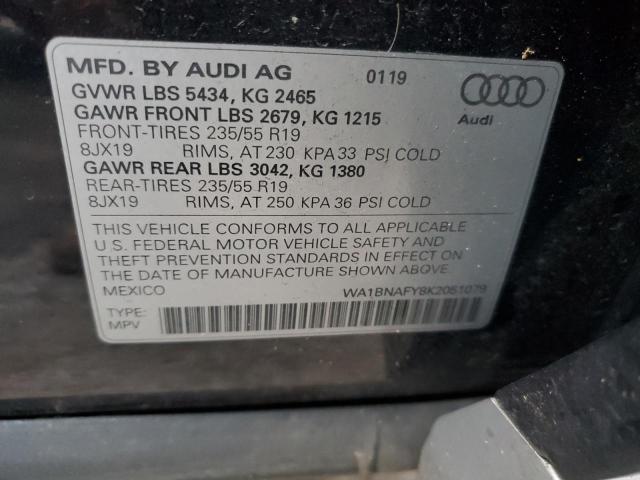 MFD. BY AUDI AG 0119
GVWR LBS 5434, KG 2465
GAWR FRONT LBS 2679, KG 1215
FRONT-TIRES 235/55 R19
8JX19 RIMS, AT 230 KPA 33 PSI COLD
GAWR REAR LBS 3042, KG 1380
REAR-TIRES 235/55 R19
8JX19 RIMS, AT 250 KPA 36 PSI COLD
Audi
THIS VEHICLE CONFORMS TO ALL APPLICABLE
U.S. FEDERAL MOTOR VEHICLE SAFETY AND
THEFT PREVENTION STANDARDS IN EFFECT ON
THE DATE OF MANUFACTURE SHOWN ABOVE.
MEXICO WA1BNAFY8K2051079
TYPE:
MPV